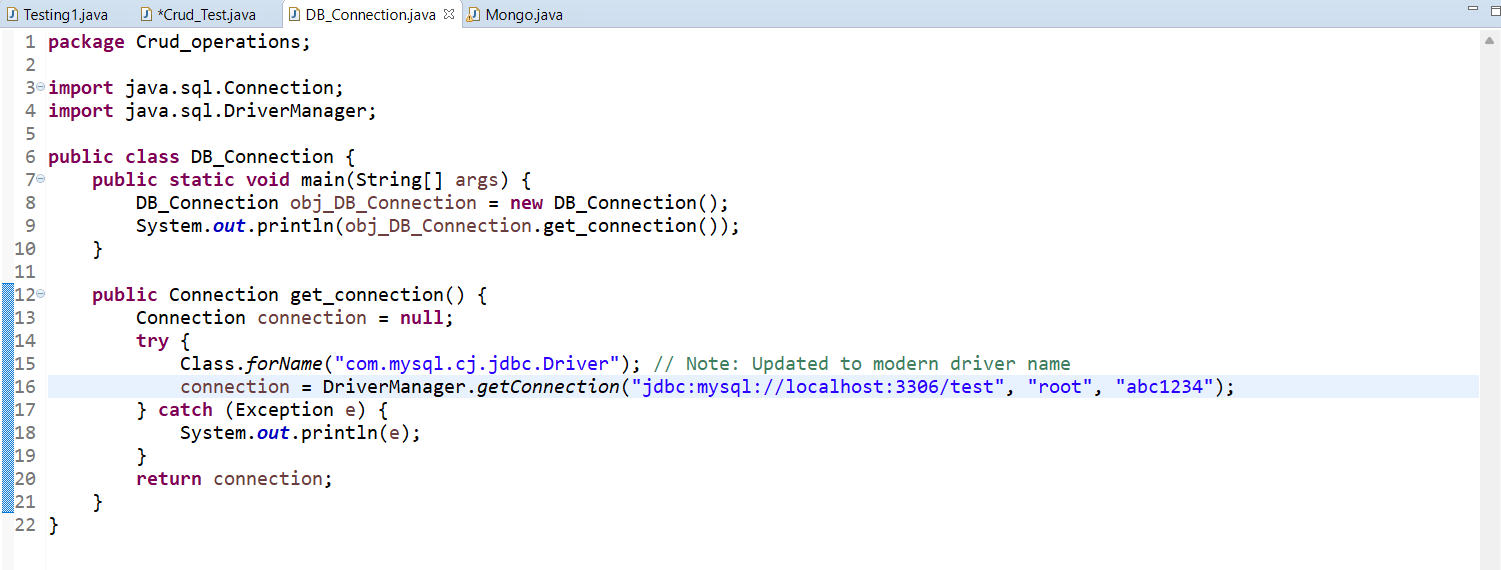 Testing1.java *Crud_Test.java DB_Connection.java Mongo.java
1 package Crud_operations;
2
3 import java.sql.Connection;
4 import java.sql.DriverManager;
5
6 public class DB_Connection {
7     public static void main(String[] args) {
8         DB_Connection obj_DB_Connection = new DB_Connection();
9         System.out.println(obj_DB_Connection.get_connection());
10     }
11
12     public Connection get_connection() {
13         Connection connection = null;
14         try {
15             Class.forName("com.mysql.cj.jdbc.Driver"); // Note: Updated to modern driver name
16             connection = DriverManager.getConnection("jdbc:mysql://localhost:3306/test", "root", "abc1234");
17         } catch (Exception e) {
18             System.out.println(e);
19         }
20         return connection;
21     }
22 }